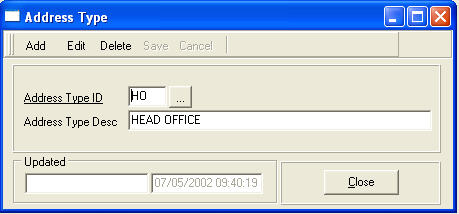 Address Type
Add Edit Delete Save Cancel
Address Type ID HO ...
Address Type Desc HEAD OFFICE
Updated
07/05/2002 09:40:19
Close